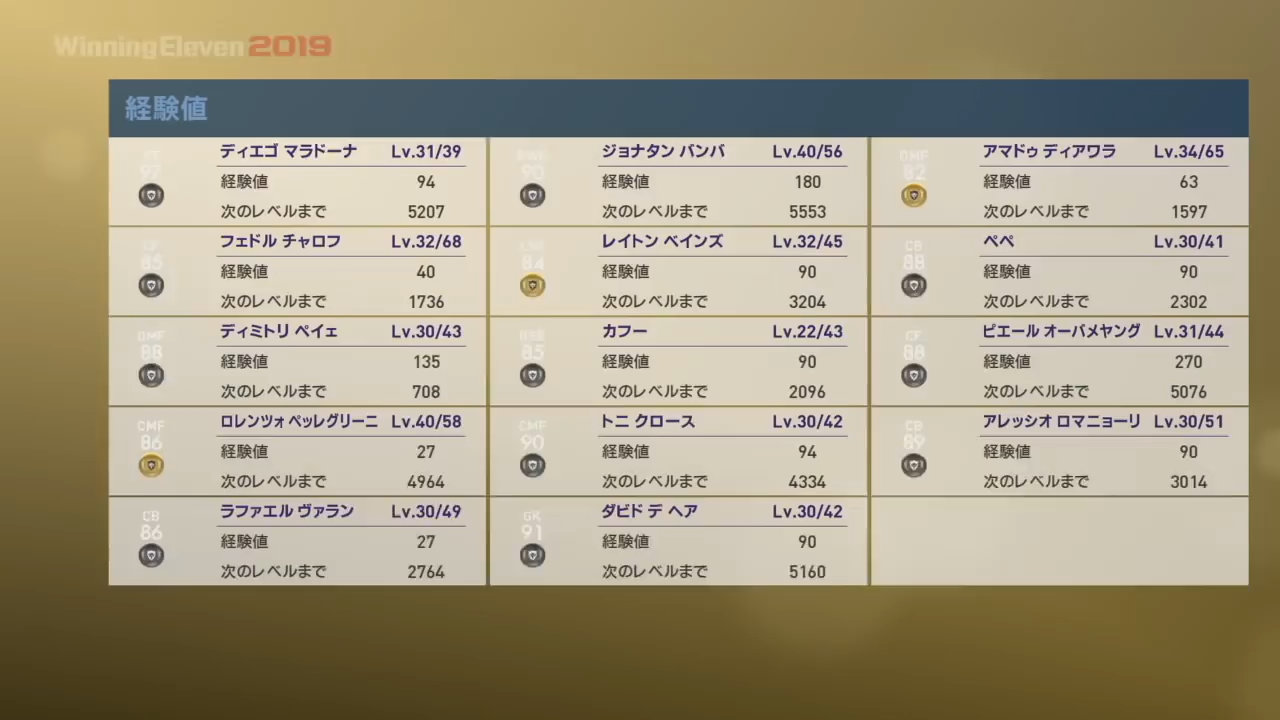 WinningEleven 2019
経験値
97
ディエゴ マラドーナ Lv.31/39
経験値 94
次のレベルまで 5207
90
ジョナタン バンバ Lv.40/56
経験値 180
次のレベルまで 5553
DMF
82
アマドゥ ディアワラ Lv.34/65
経験値 63
次のレベルまで 1597
CF
85
フェドル チャロフ Lv.32/68
経験値 40
次のレベルまで 1736
84
レイトン ベインズ Lv.32/45
経験値 90
次のレベルまで 3204
CB
88
ペペ Lv.30/41
経験値 90
次のレベルまで 2302
OMF
88
ディミトリ ペイェ Lv.30/43
経験値 135
次のレベルまで 708
85
カフー Lv.22/43
経験値 90
次のレベルまで 2096
CF
88
ピエール オーバメヤング Lv.31/44
経験値 270
次のレベルまで 5076
CMF
86
ロレンツォ ペッレグリーニ Lv.40/58
経験値 27
次のレベルまで 4964
CMF
90
トニ クロース Lv.30/42
経験値 94
次のレベルまで 4334
CB
89
アレッシオ ロマニョーリ Lv.30/51
経験値 90
次のレベルまで 3014
CB
86
ラファエル ヴァラン Lv.30/49
経験値 27
次のレベルまで 2764
GK
91
ダビド デ ヘア Lv.30/42
経験値 90
次のレベルまで 5160